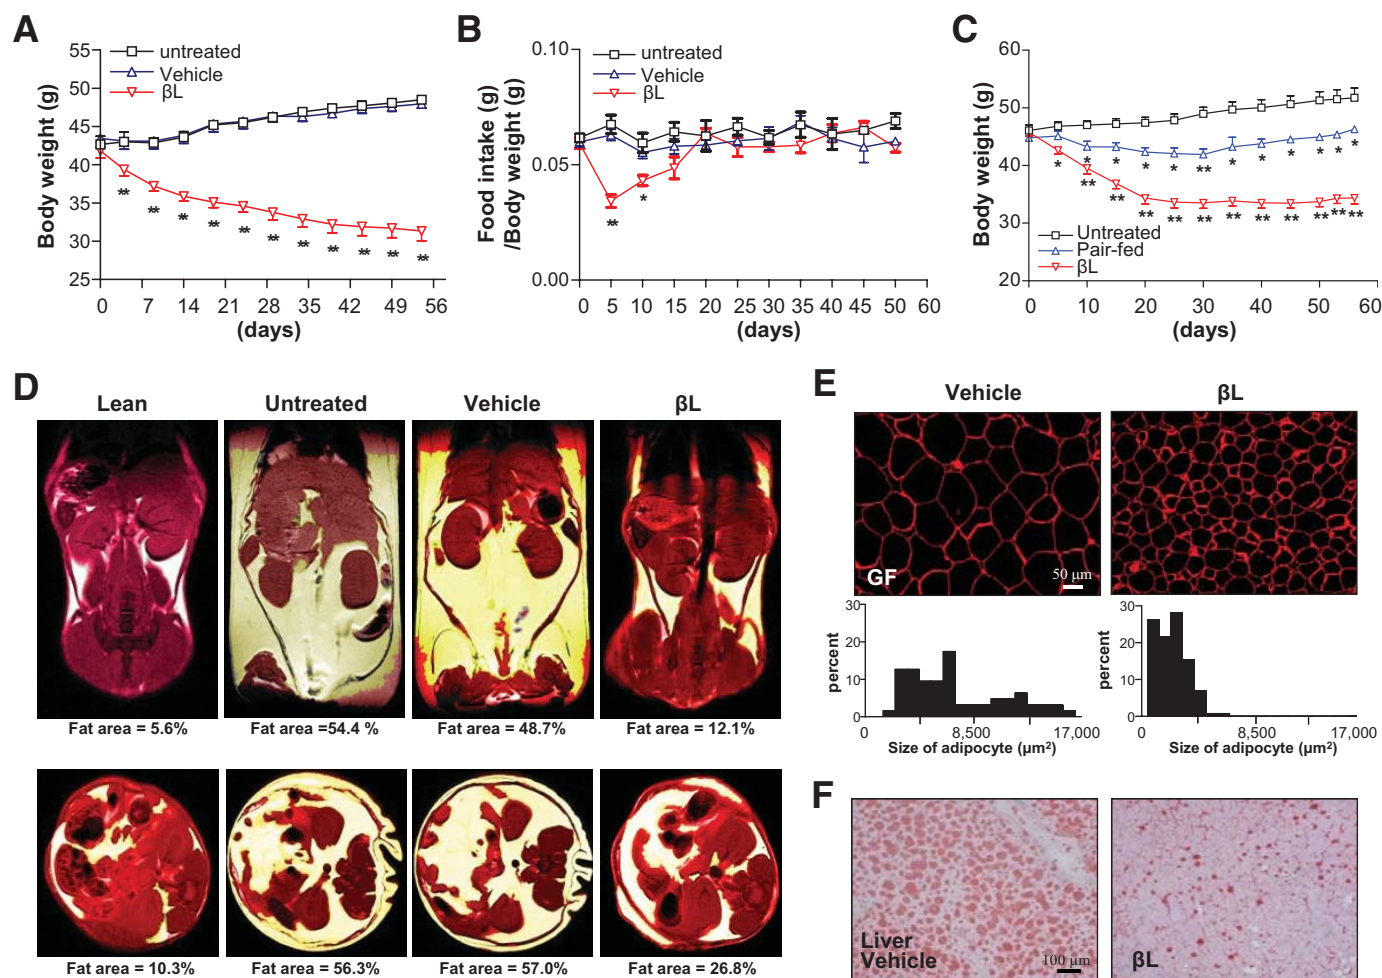 A
Body weight (g)
55
50
45
40
35
30
25
untreated
Vehicle
βL
** ** ** ** ** ** ** ** ** ** **
0 7 14 21 28 35 42 49 56
(days)
B
Food intake (g)
/Body weight (g)
0.10
0.05
0.00
untreated
Vehicle
βL
** *
0 5 10 15 20 25 30 35 40 45 50 60
(days)
C
Body weight (g)
60
50
40
30
20
* * * * * ** * * * * * *
** ** ** ** ** ** ** ** ** ** **
Untreated
Pair-fed
βL
0 10 20 30 40 50 60
(days)
D
Lean Untreated Vehicle βL
Fat area = 5.6% Fat area =54.4 % Fat area = 48.7% Fat area = 12.1%
Fat area = 10.3% Fat area = 56.3% Fat area = 57.0% Fat area = 26.8%
E
Vehicle βL
GF
50 μm
percent
30
20
10
0
0 8,500 17,000
Size of adipocyte (μm²)
percent
30
20
10
0
0 8,500 17,000
Size of adipocyte (μm²)
F
Liver
Vehicle
100 μm
βL